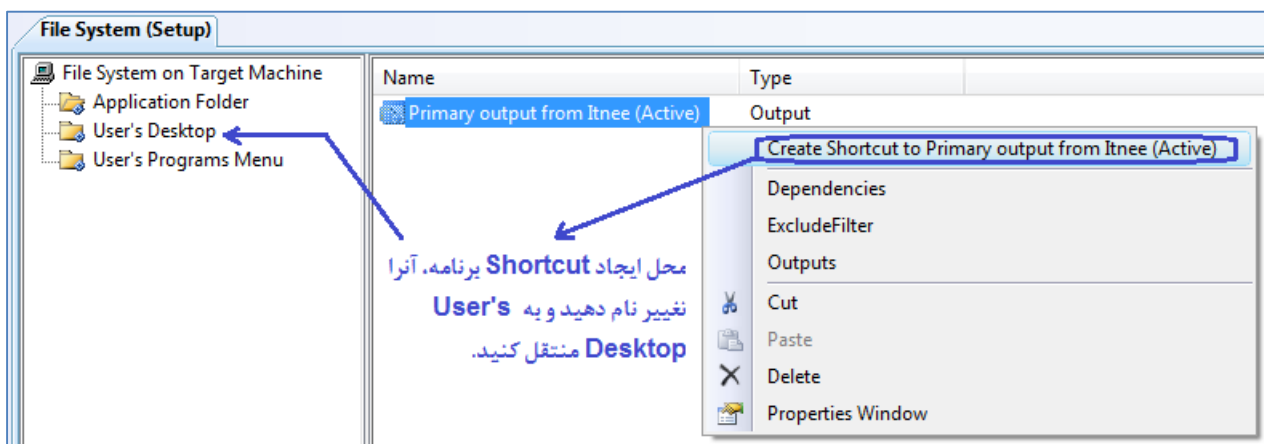 File System (Setup)
File System on Target Machine
Application Folder
User's Desktop
User's Programs Menu
Name Type
Primary output from Itnee (Active) Output
Create Shortcut to Primary output from Itnee (Active)
Dependencies
ExcludeFilter
Outputs
Cut
Paste
Delete
Properties Window
محل ایجاد Shortcut برنامه، آنرا
تغییر نام دهید و به User's
Desktop منتقل کنید.